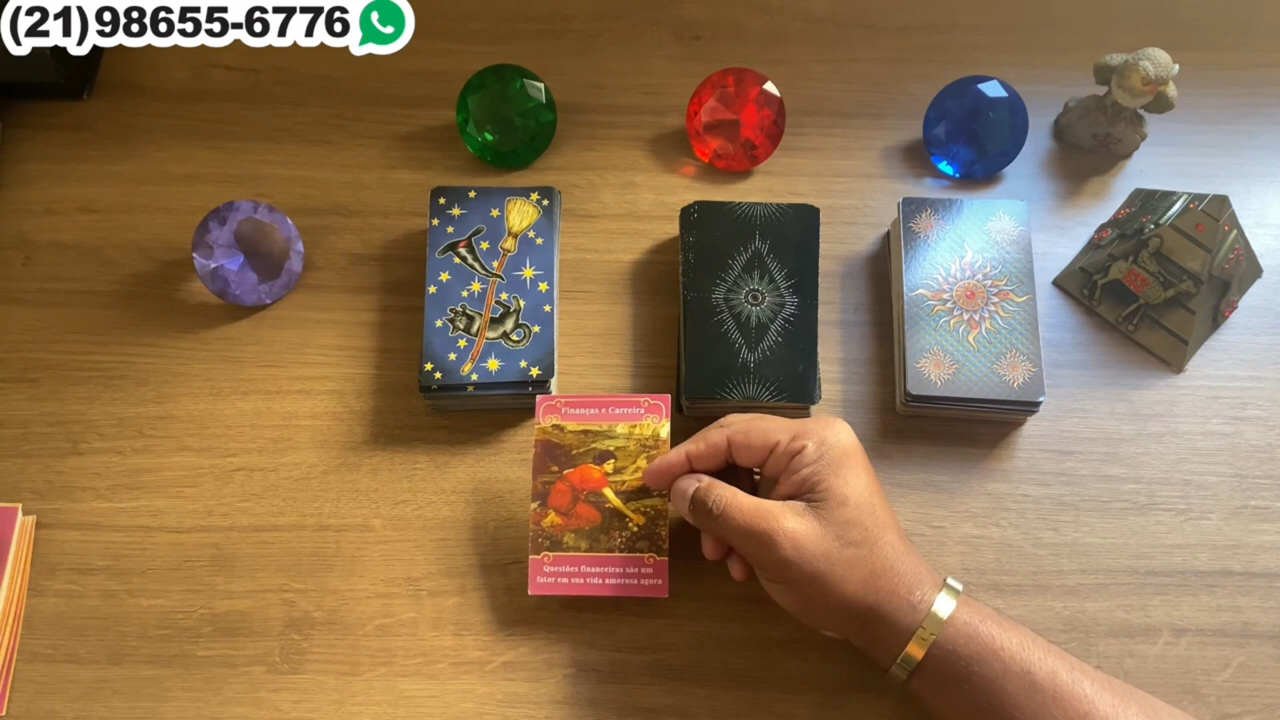 (21)98655-6776
Finanças e Carreira
Questões financeiras são um
fator em sua vida amorosa agora